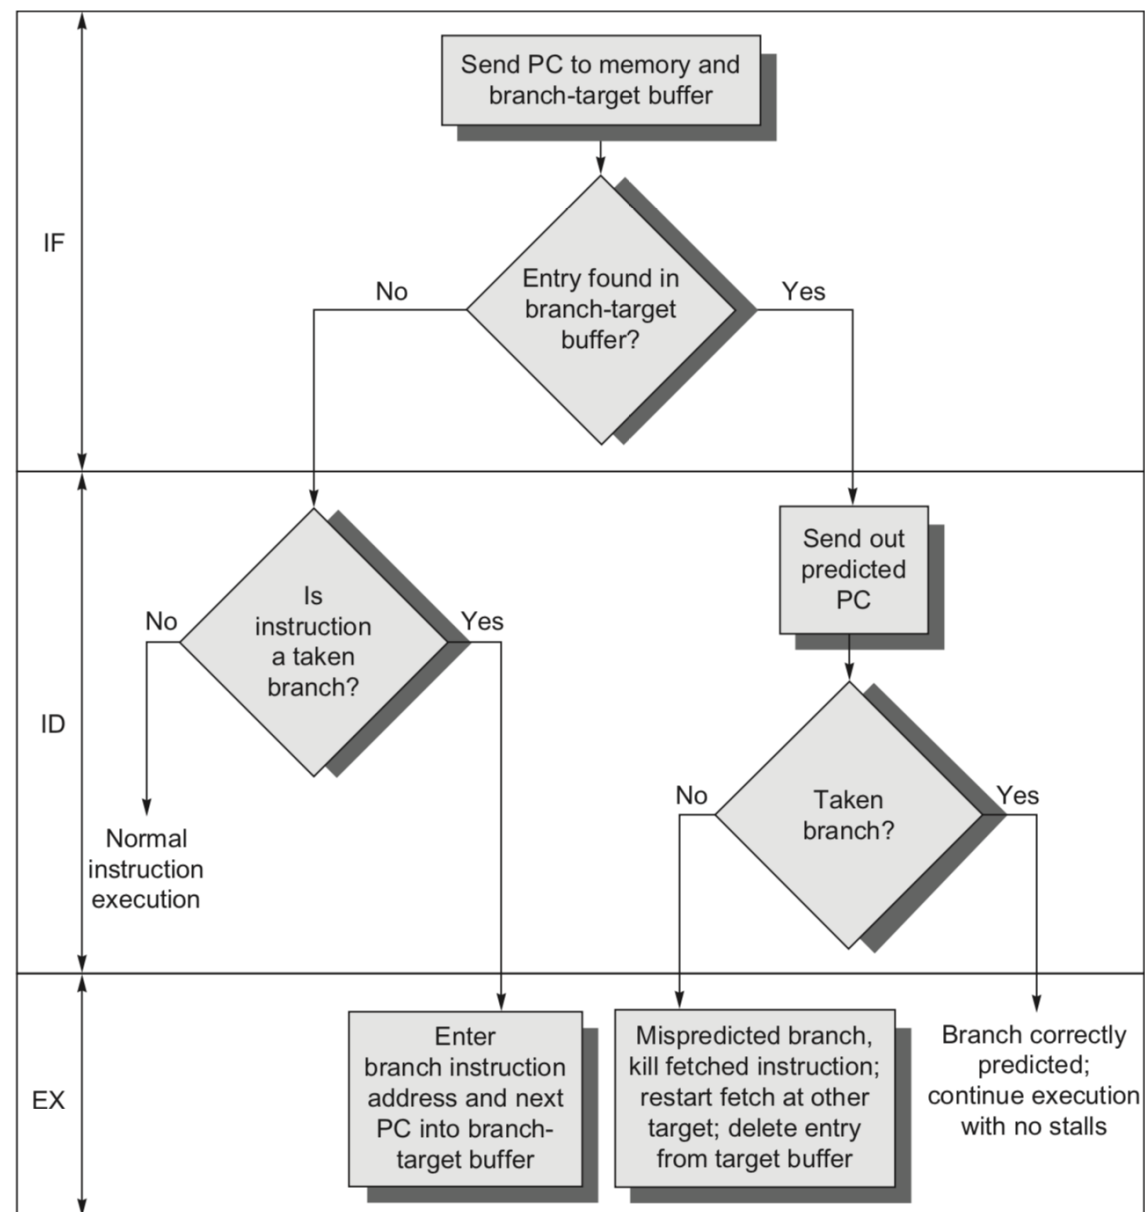 Send PC to memory and
branch-target buffer
IF
Entry found in
branch-target
buffer?
No
Yes
Is
instruction
a taken
branch?
No
Yes
Send out
predicted
PC
ID
Taken
branch?
No
Yes
Normal
instruction
execution
EX
Enter
branch instruction
address and next
PC into branch-
target buffer
Mispredicted branch,
kill fetched instruction;
restart fetch at other
target; delete entry
from target buffer
Branch correctly
predicted;
continue execution
with no stalls